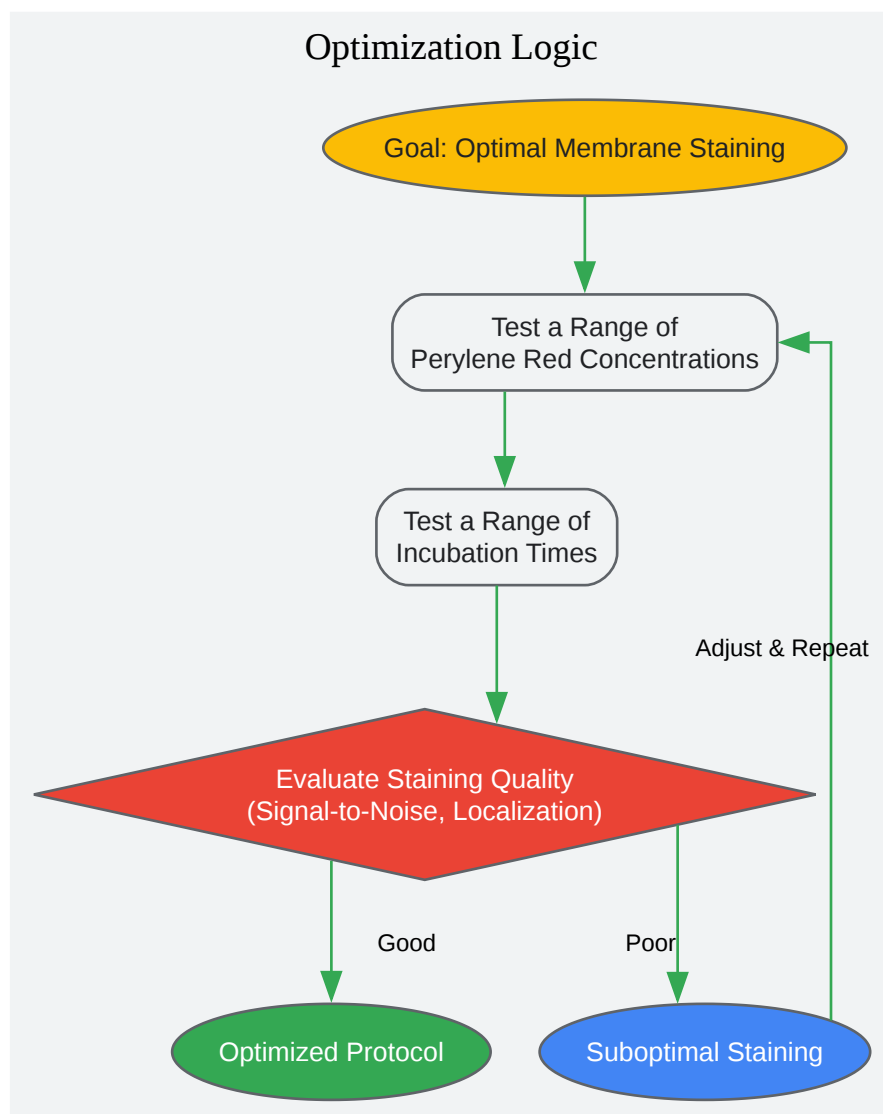 Optimization Logic
Goal: Optimal Membrane Staining
Test a Range of
Perylene Red Concentrations
Test a Range of
Incubation Times
Adjust & Repeat
Evaluate Staining Quality
(Signal-to-Noise, Localization)
Good
Poor
Optimized Protocol
Suboptimal Staining